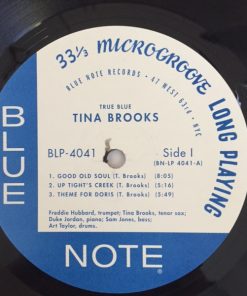 33⅓ MICROGROOVE LONG PLAYING
BLUE NOTE RECORDS • 47 WEST 63rd • NYC
TRUE BLUE
TINA BROOKS
BLP-4041 Side I
(BN-LP 4041-A)
1. GOOD OLD SOUL (T. Brooks) (8:05)
2. UP TIGHT'S CREEK (T. Brooks) (5:16)
3. THEME FOR DORIS (T. Brooks) (5:49)
Freddie Hubbard, trumpet; Tina Brooks, tenor sax;
Duke Jordan, piano; Sam Jones, bass;
Art Taylor, drums.
BLUE
NOTE